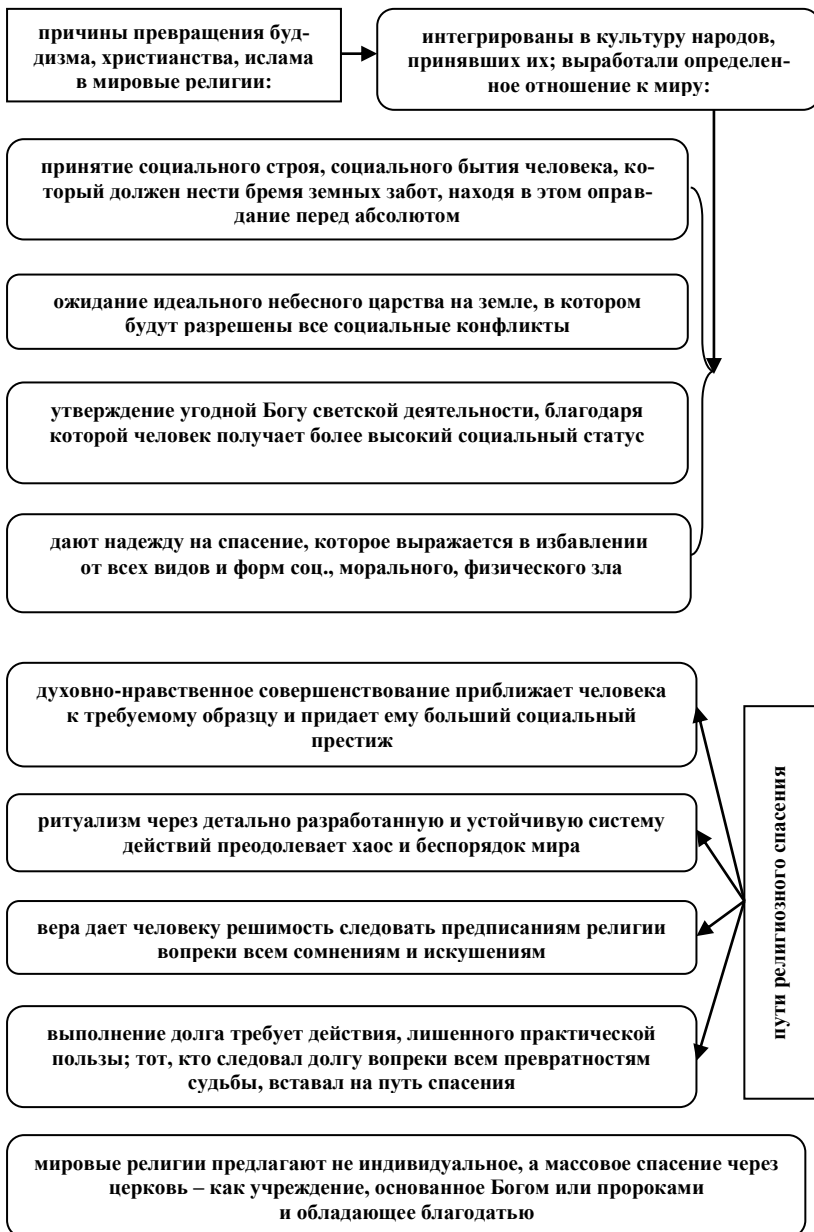 причины превращения буд-
дизма, христианства, ислама
в мировые религии:
интегрированы в культуру народов,
принявших их; выработали определен-
ное отношение к миру:
принятие социального строя, социального бытия человека, ко-
торый должен нести бремя земных забот, находя в этом оправ-
дание перед абсолютом
ожидание идеального небесного царства на земле, в котором
будут разрешены все социальные конфликты
утверждение угодной Богу светской деятельности, благодаря
которой человек получает более высокий социальный статус
дают надежду на спасение, которое выражается в избавлении
от всех видов и форм соц., морального, физического зла
духовно-нравственное совершенствование приближает человека
к требуемому образцу и придает ему больший социальный
престиж
ритуализм через детально разработанную и устойчивую систему
действий преодолевает хаос и беспорядок мира
вера дает человеку решимость следовать предписаниям религии
вопреки всем сомнениям и искушениям
выполнение долга требует действия, лишенного практической
пользы; тот, кто следовал долгу вопреки всем превратностям
судьбы, вставал на путь спасения
пути религиозного спасения
мировые религии предлагают не индивидуальное, а массовое спасение через
церковь – как учреждение, основанное Богом или пророками
и обладающее благодатью